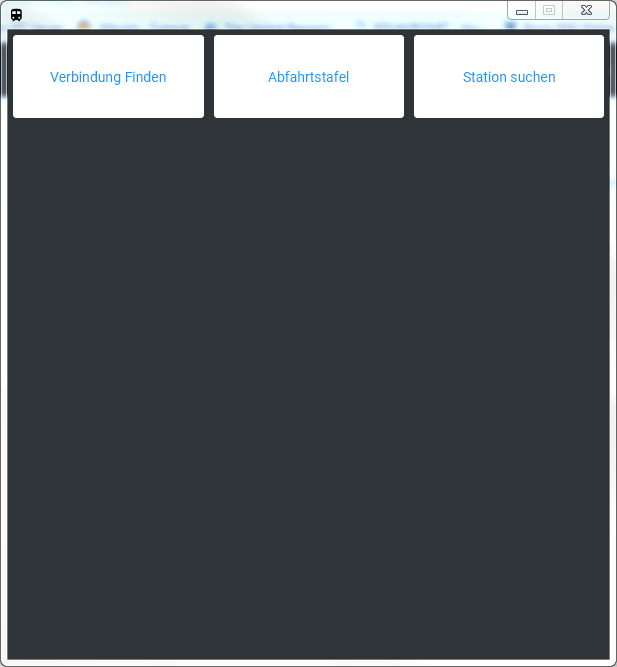 Verbindung Finden
Abfahrtstafel
Station suchen